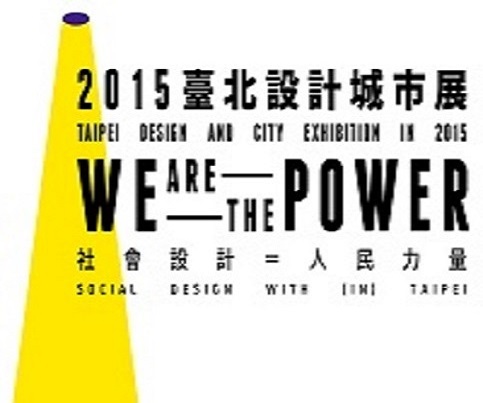 2015臺北設計城市展
TAIPEI DESIGN AND CITY EXHIBITION IN 2015
WE ARE THE POWER
社會設計=人民力量
SOCIAL DESIGN WITH (IN) TAIPEI